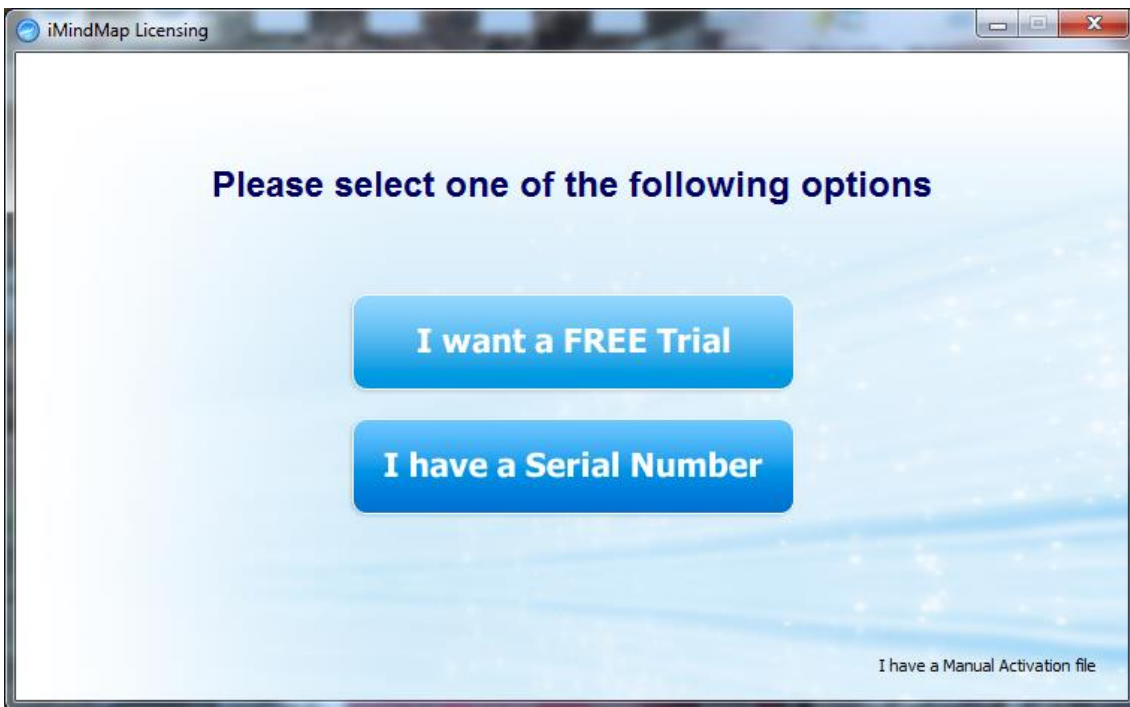 iMindMap Licensing
Please select one of the following options
I want a FREE Trial
I have a Serial Number
I have a Manual Activation file